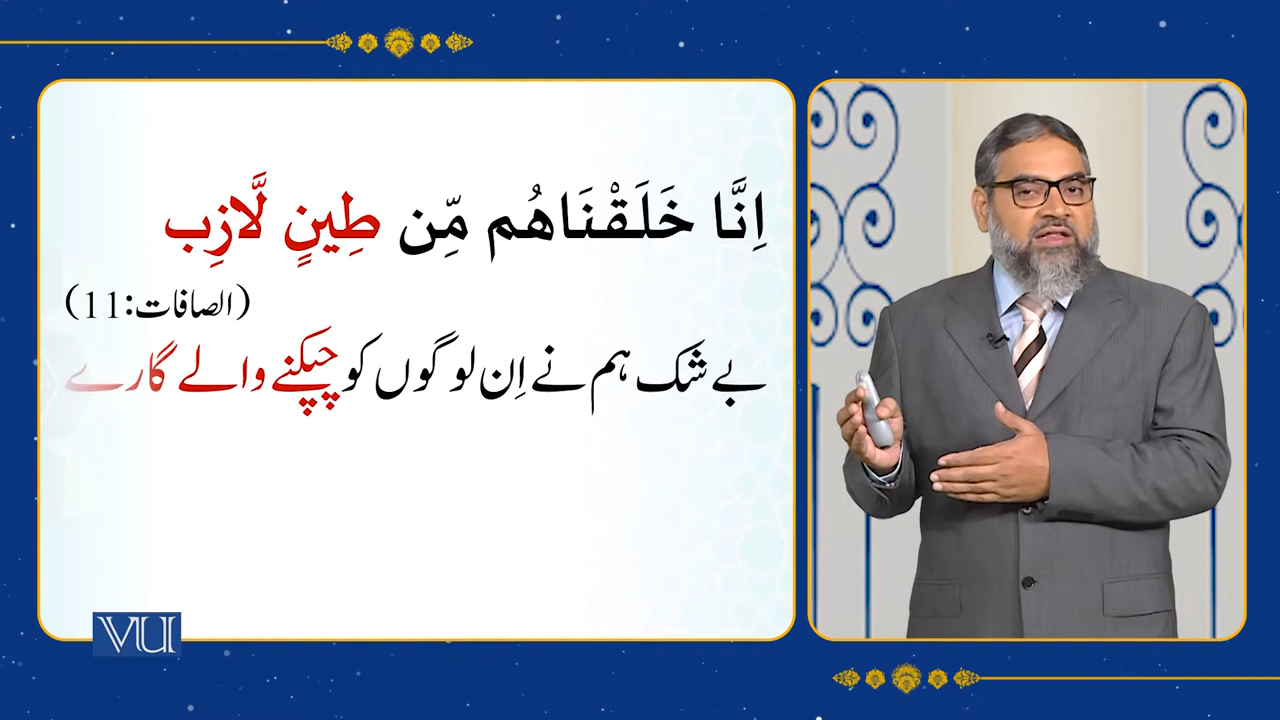 اِنَّا خَلَقْنَاهُم مِّن طِينٍ لَّازِب
(الصافات:11)
بے شک ہم نے اِن لوگوں کو چپکنے والے گارے
VU